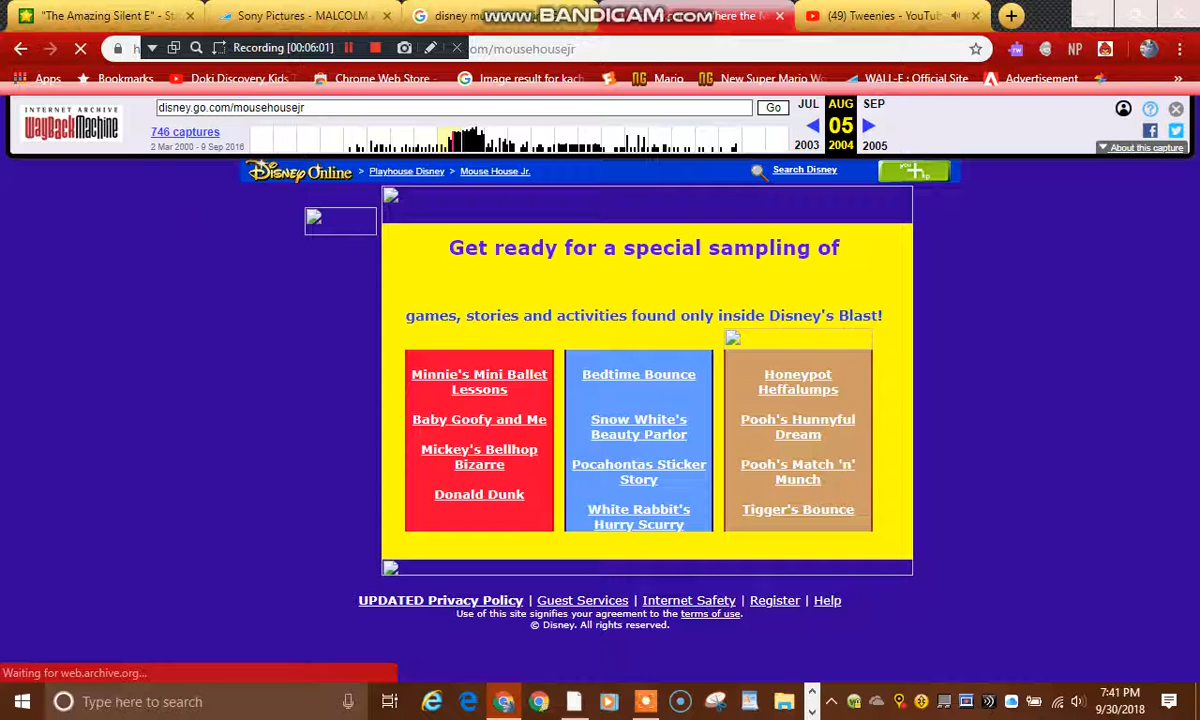 "The Amazing Silent E" - S
Sony Pictures - MALCOLM
disney m
www.BANDICAM.com
here the M
(49) Tweenies - YouTub
Recording [00:06:01]
om/mousehousejr
NP
Apps
Bookmarks
Doki Discovery Kids
Chrome Web Store -
Image result for kach
Mario
New Super Mario W
WALL·E : Official Site
Advertisement
»
INTERNET ARCHIVE
WayBackMachine
disney.go.com/mousehousejr
Go
JUL AUG SEP
746 captures
05
2 Mar 2000 - 9 Sep 2016
2003 2004 2005
About this capture
Disney Online > Playhouse Disney > Mouse House Jr.
Search Disney
Get ready for a special sampling of
games, stories and activities found only inside Disney's Blast!
Minnie's Mini Ballet
Lessons
Baby Goofy and Me
Mickey's Bellhop
Bizarre
Donald Dunk
Bedtime Bounce
Snow White's
Beauty Parlor
Pocahontas Sticker
Story
White Rabbit's
Hurry Scurry
Honeypot
Heffalumps
Pooh's Hunnyful
Dream
Pooh's Match 'n'
Munch
Tigger's Bounce
UPDATED Privacy Policy | Guest Services | Internet Safety | Register | Help
Use of this site signifies your agreement to the terms of use.
© Disney. All rights reserved.
Waiting for web.archive.org...
Type here to search
7:41 PM
9/30/2018